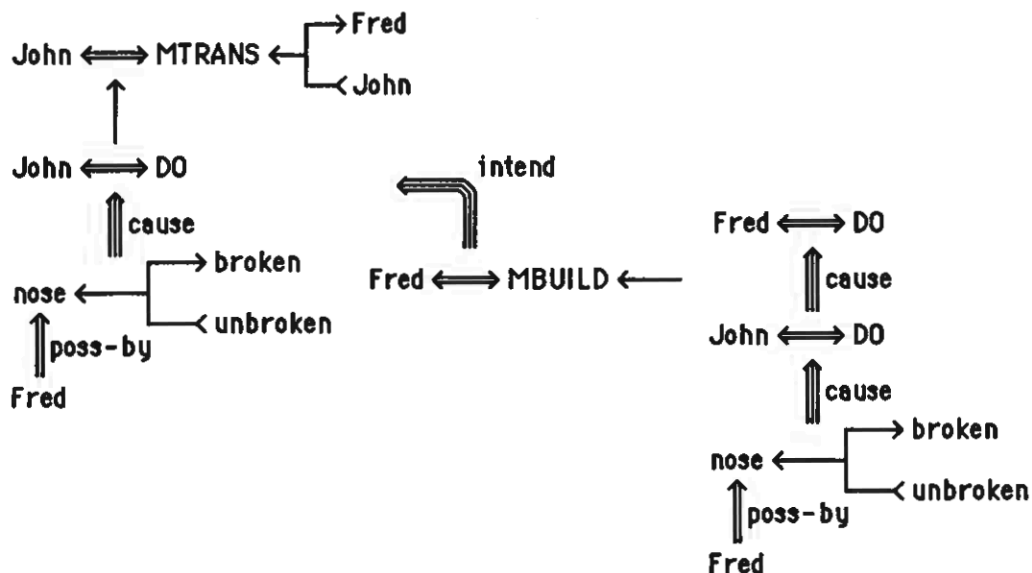 John MTRANS Fred
John
John DO
cause
nose broken
unbroken
poss-by
Fred
intend
Fred MBUILD
Fred DO
cause
John DO
cause
nose broken
unbroken
poss-by
Fred